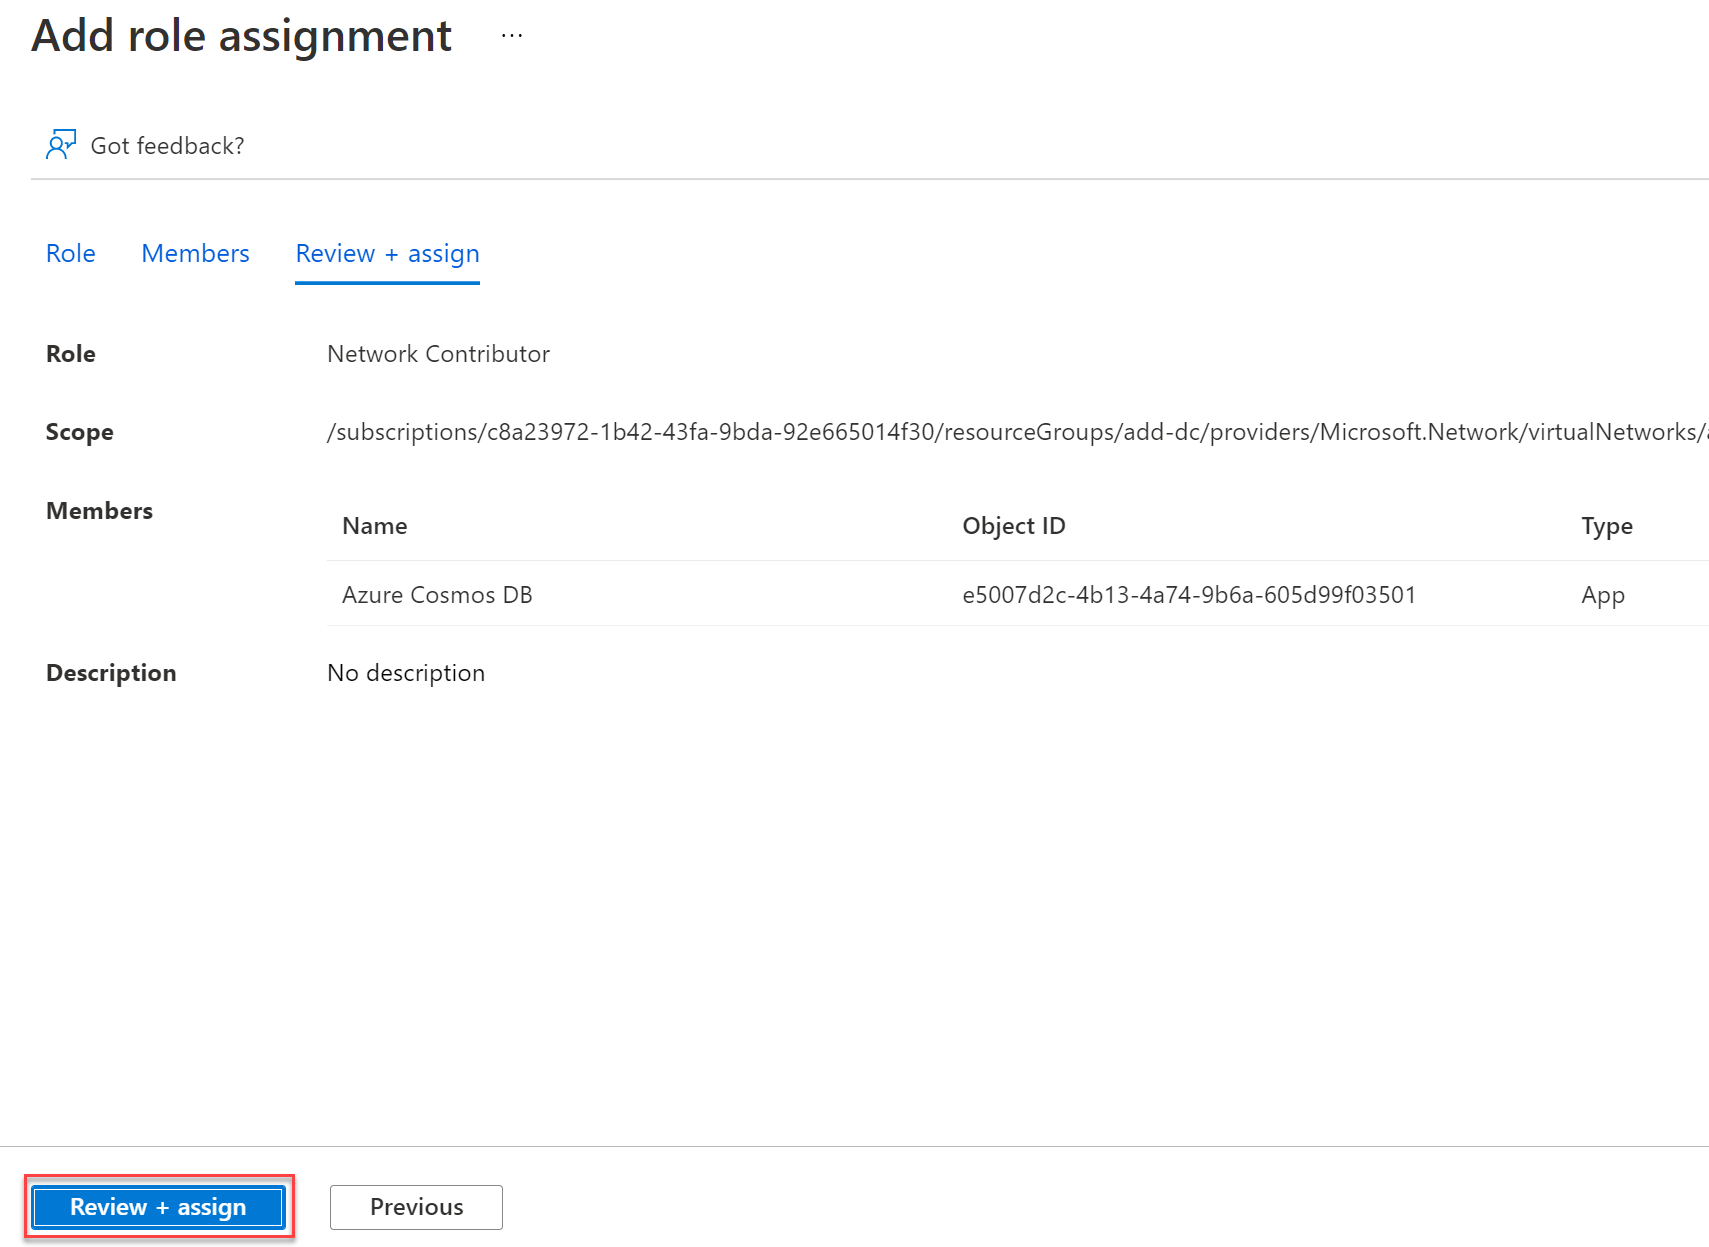 Add role assignment ...
Got feedback?
Role Members Review + assign
Role Network Contributor
Scope /subscriptions/c8a23972-1b42-43fa-9bda-92e665014f30/resourceGroups/add-dc/providers/Microsoft.Network/virtualNetworks/
Members
Name Object ID Type
Azure Cosmos DB e5007d2c-4b13-4a74-9b6a-605d99f03501 App
Description No description
Review + assign Previous